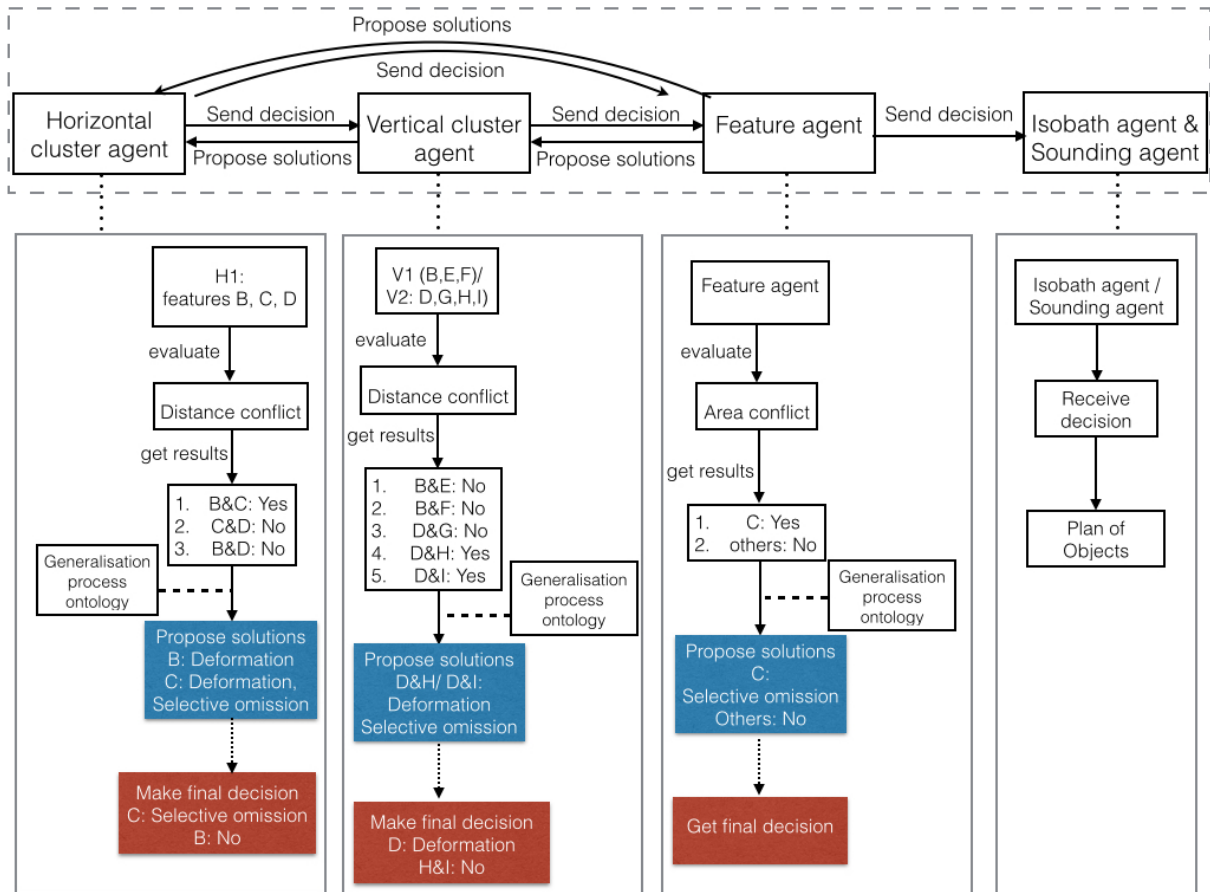 Propose solutions
Send decision
Horizontal
cluster agent
Send decision
Propose solutions
Vertical cluster
agent
Send decision
Propose solutions
Feature agent
Send decision
Isobath agent &
Sounding agent
H1:
features B, C, D
evaluate
Distance conflict
get results
1. B&C: Yes
2. C&D: No
3. B&D: No
Generalisation
process
ontology
Propose solutions
B: Deformation
C: Deformation,
Selective omission
Make final decision
C: Selective omission
B: No
V1 (B,E,F)/
V2: D,G,H,I)
evaluate
Distance conflict
get results
1. B&E: No
2. B&F: No
3. D&G: No
4. D&H: Yes
5. D&I: Yes
Generalisation
process
ontology
Propose solutions
D&H/ D&I:
Deformation
Selective omission
Make final decision
D: Deformation
H&I: No
Feature agent
evaluate
Area conflict
get results
1. C: Yes
2. others: No
Generalisation
process
ontology
Propose solutions
C:
Selective omission
Others: No
Get final decision
Isobath agent /
Sounding agent
Receive
decision
Plan of
Objects